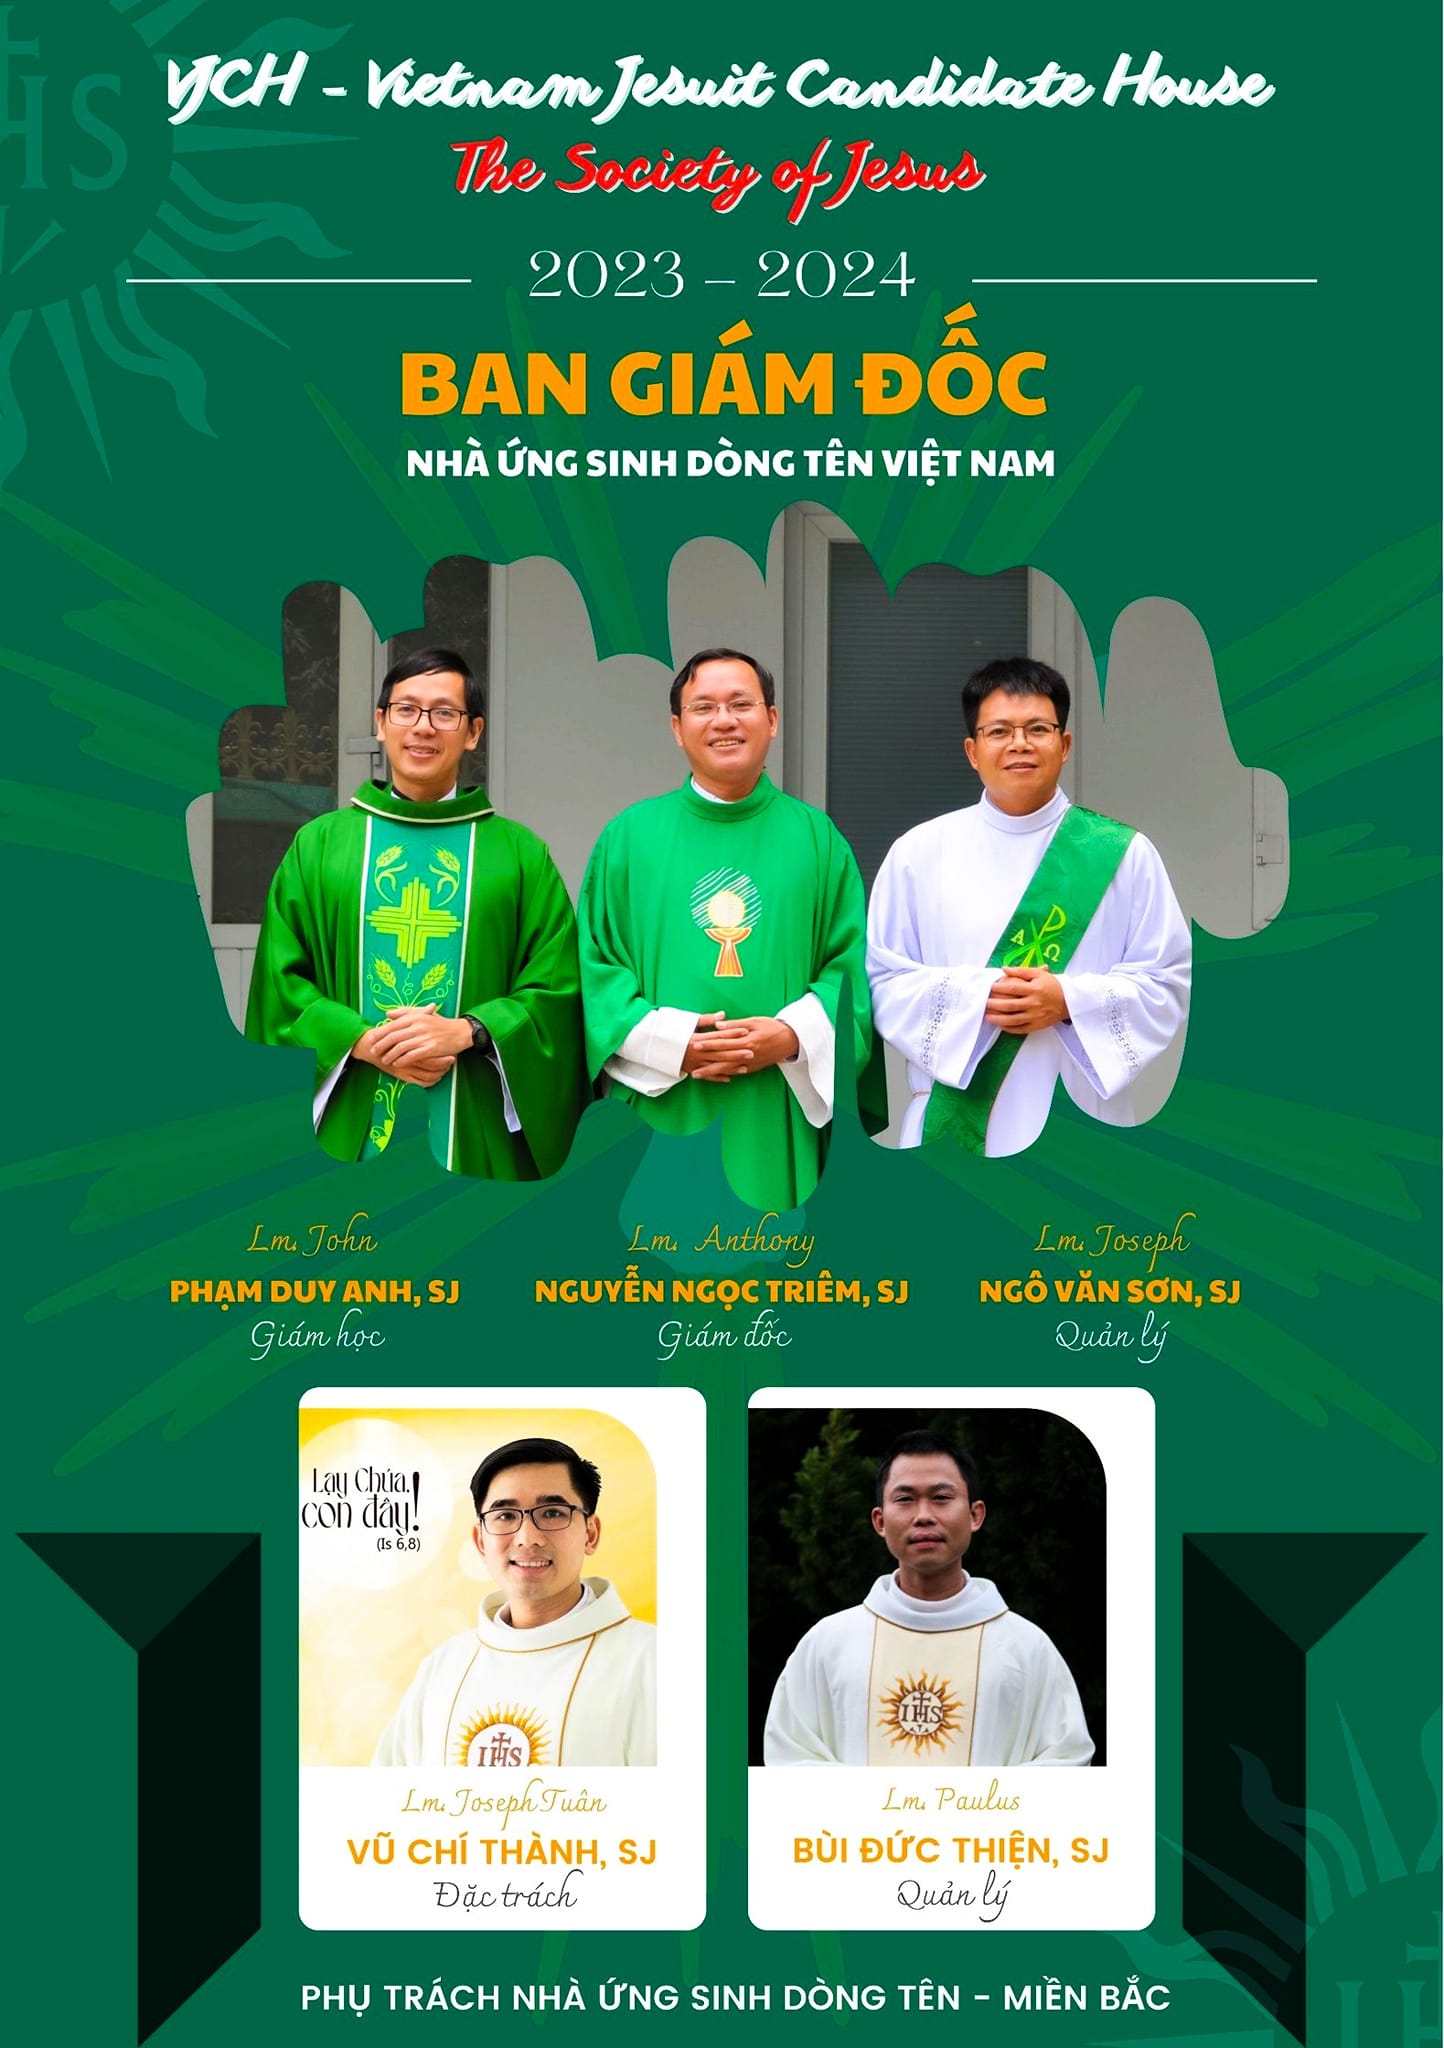 VJCH - Vietnam Jesuit Candidate House
The Society of Jesus
2023 – 2024
BAN GIÁM ĐỐC
NHÀ ỨNG SINH DÒNG TÊN VIỆT NAM
Α Ω
Lm. John
PHẠM DUY ANH, SJ
Giám học
Lm. Anthony
NGUYỄN NGỌC TRIÊM, SJ
Giám đốc
Lm. Joseph
NGÔ VĂN SƠN, SJ
Quản lý
Lạy Chúa,
con đây!
(Is 6,8)
IHS
Lm. Joseph Tuân
VŨ CHÍ THÀNH, SJ
Đặc trách
IHS
Lm. Paulus
BÙI ĐỨC THIỆN, SJ
Quản lý
PHỤ TRÁCH NHÀ ỨNG SINH DÒNG TÊN - MIỀN BẮC